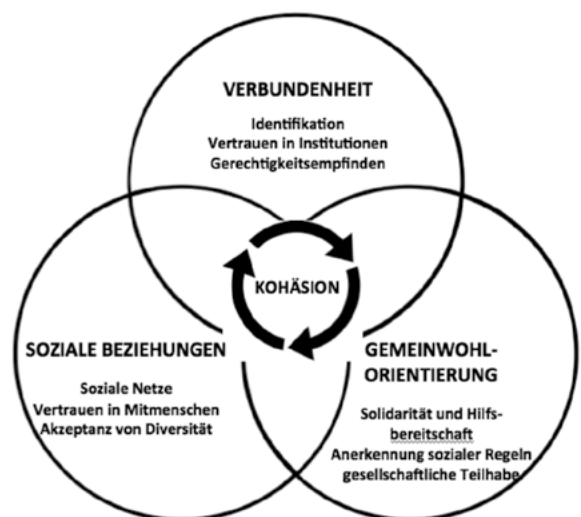 VERBUNDENHEIT
Identifikation
Vertrauen in Institutionen
Gerechtigkeitsempfinden
KOHÄSION
SOZIALE BEZIEHUNGEN
Soziale Netze
Vertrauen in Mitmenschen
Akzeptanz von Diversität
GEMEINWOHL-
ORIENTIERUNG
Solidarität und Hilfs-
bereitschaft
Anerkennung sozialer Regeln
gesellschaftliche Teilhabe